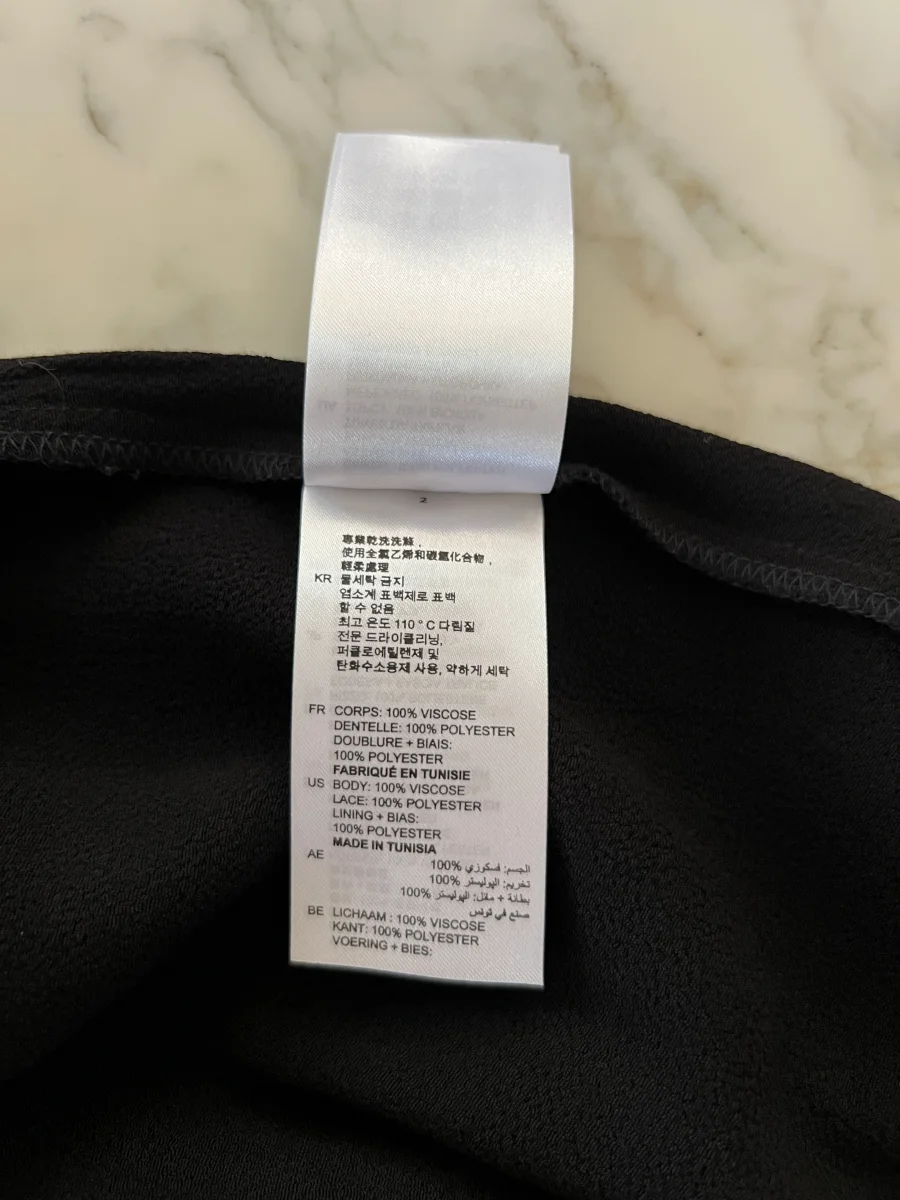 2
專業乾洗洗滌，
使用全氯乙烯和碳氫化合物，
輕柔處理
KR 물세탁 금지
염소계 표백제로 표백
할 수 없음
최고 온도 110 ° C 다림질
전문 드라이클리닝,
퍼클로에틸렌제 및
탄화수소용제 사용, 약하게 세탁
FR CORPS: 100% VISCOSE
DENTELLE: 100% POLYESTER
DOUBLURE + BIAIS:
100% POLYESTER
FABRIQUÉ EN TUNISIE
US BODY: 100% VISCOSE
LACE: 100% POLYESTER
LINING + BIAS:
100% POLYESTER
MADE IN TUNISIA
AE الجسم: فسكوزي 100%
تخريم: الپوليستر 100%
بطانة + مقتل: الپوليستر 100%
صنع في تونس
BE LICHAAM : 100% VISCOSE
KANT: 100% POLYESTER
VOERING + BIES: